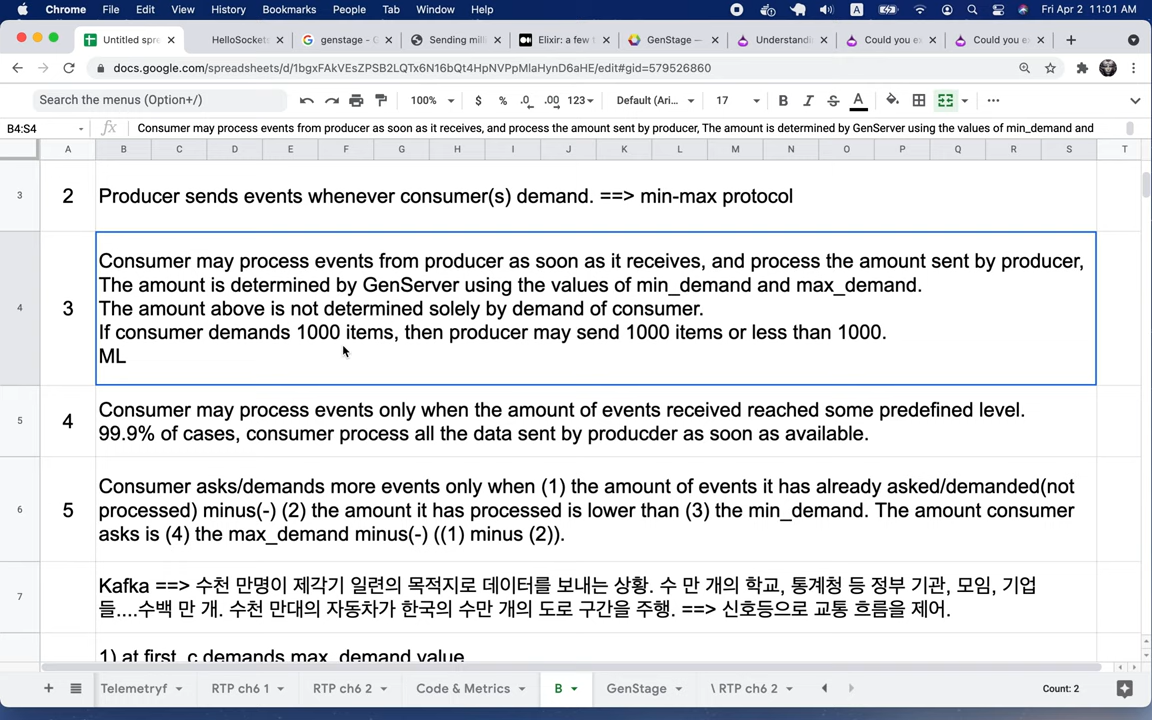 Chrome File Edit View History Bookmarks People Tab Window Help A Fri Apr 2 11:01 AM
Untitled spre HelloSockets genstage - G Sending mill Elixir: a few t GenStage — Understandi Could you ex Could you ex
docs.google.com/spreadsheets/d/1bgxFAkVEsZPSB2LQTx6N16bQt4HpNVPpMlaHynD6aHE/edit#gid=579526860
Search the menus (Option+/) 100% $ % .0 .00 123 Default (Ari... 17 B I S A
B4:S4 fx Consumer may process events from producer as soon as it receives, and process the amount sent by producer, The amount is determined by GenServer using the values of min_demand and
A B C D E F G H I J K L M N O P Q R S T
3 2 Producer sends events whenever consumer(s) demand. ==> min-max protocol
Consumer may process events from producer as soon as it receives, and process the amount sent by producer,
The amount is determined by GenServer using the values of min_demand and max_demand.
4 3 The amount above is not determined solely by demand of consumer.
If consumer demands 1000 items, then producer may send 1000 items or less than 1000.
ML
5 4 Consumer may process events only when the amount of events received reached some predefined level.
99.9% of cases, consumer process all the data sent by producder as soon as available.
Consumer asks/demands more events only when (1) the amount of events it has already asked/demanded(not
6 5 processed) minus(-) (2) the amount it has processed is lower than (3) the min_demand. The amount consumer
asks is (4) the max_demand minus(-) ((1) minus (2)).
7 Kafka ==> 수천 만명이 제각기 일련의 목적지로 데이터를 보내는 상황. 수 만 개의 학교, 통계청 등 정부 기관, 모임, 기업
들....수백 만 개. 수천 만대의 자동차가 한국의 수만 개의 도로 구간을 주행. ==> 신호등으로 교통 흐름을 제어.
1) at first, c demands max_demand value
Telemetryf RTP ch6 1 RTP ch6 2 Code & Metrics B GenStage \ RTP ch6 2 Count: 2